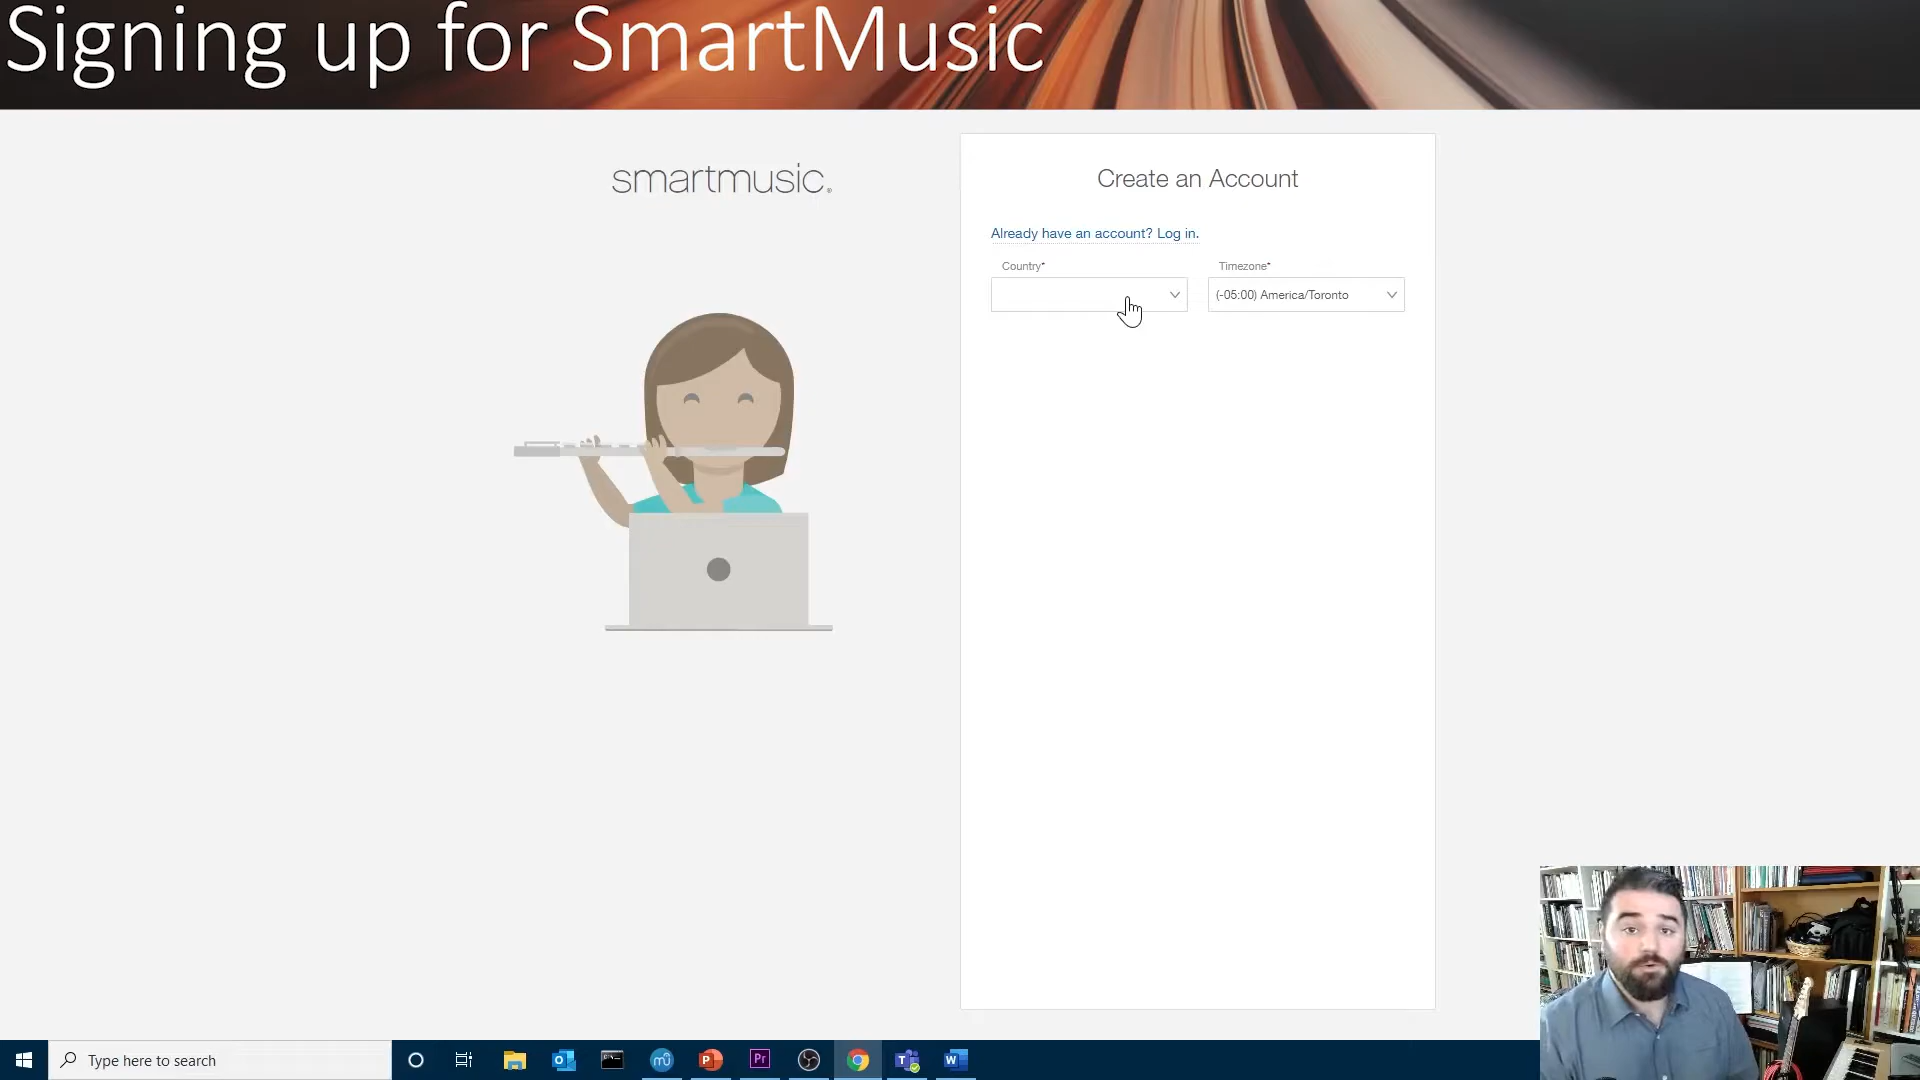 Signing up for SmartMusic
smartmusic.
Create an Account
Already have an account? Log in.
Country*
Timezone*
(-05:00) America/Toronto
Type here to search